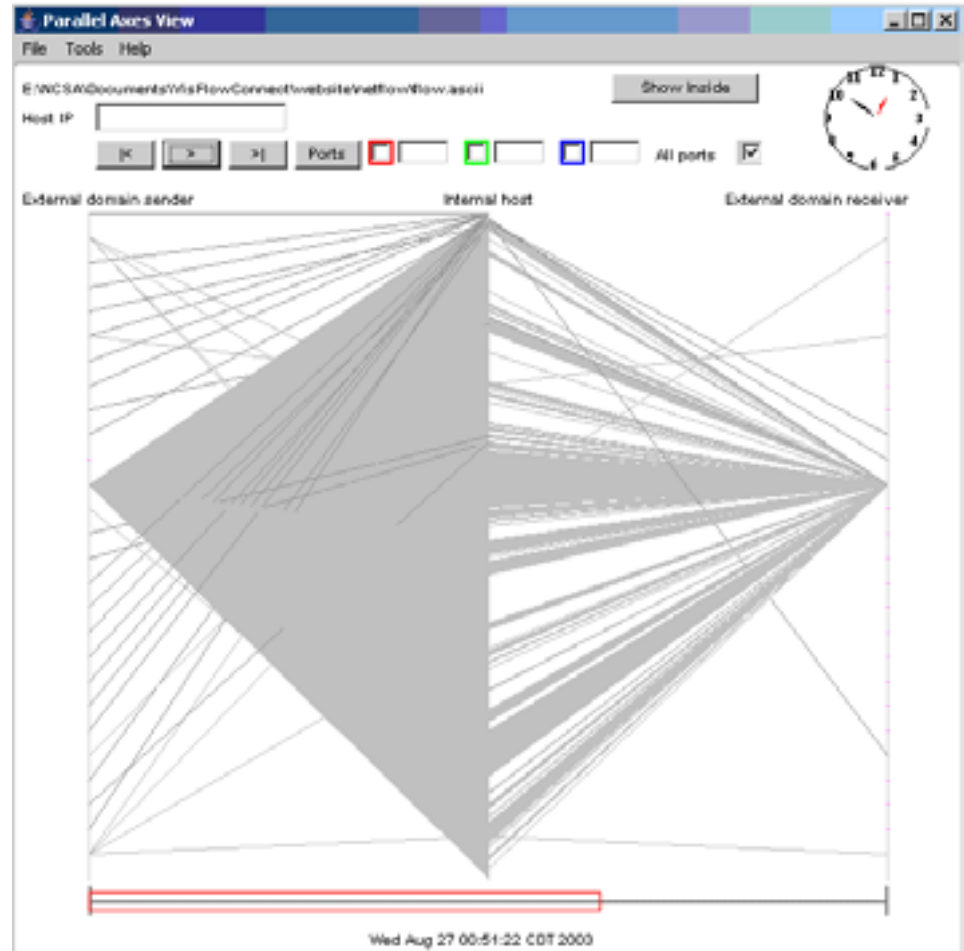 Parallel Axes View
File Tools Help
E:\NCSA\Documents\VisFlowConnect\website\netflow\flow.ascii
Show Inside
Host IP
|< > >| Ports All ports
External domain sender Internal host External domain receiver
Wed Aug 27 00:51:22 CDT 2003